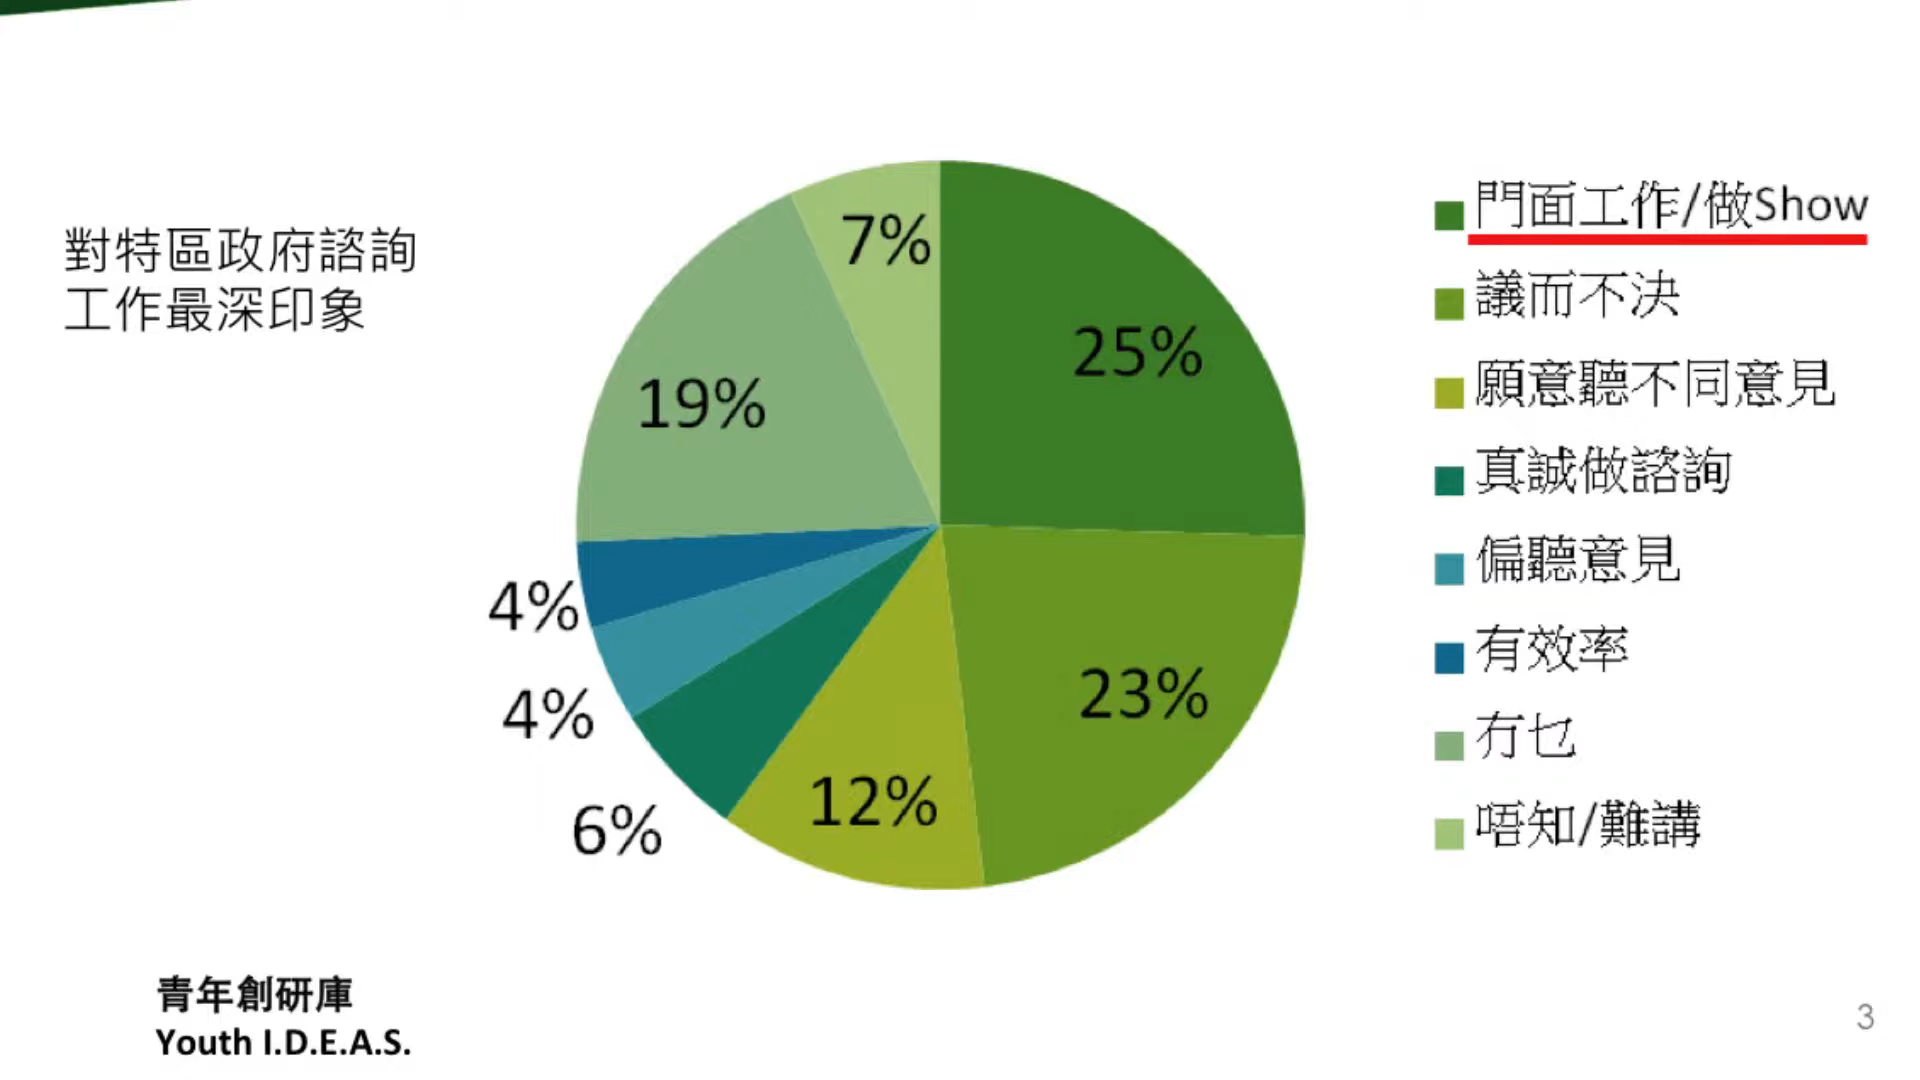 對特區政府諮詢
工作最深印象
7%
25%
19%
4%
23%
4%
12%
6%
門面工作/做Show
議而不決
願意聽不同意見
真誠做諮詢
偏聽意見
有效率
冇乜
唔知/難講
青年創研庫
Youth I.D.E.A.S.
3